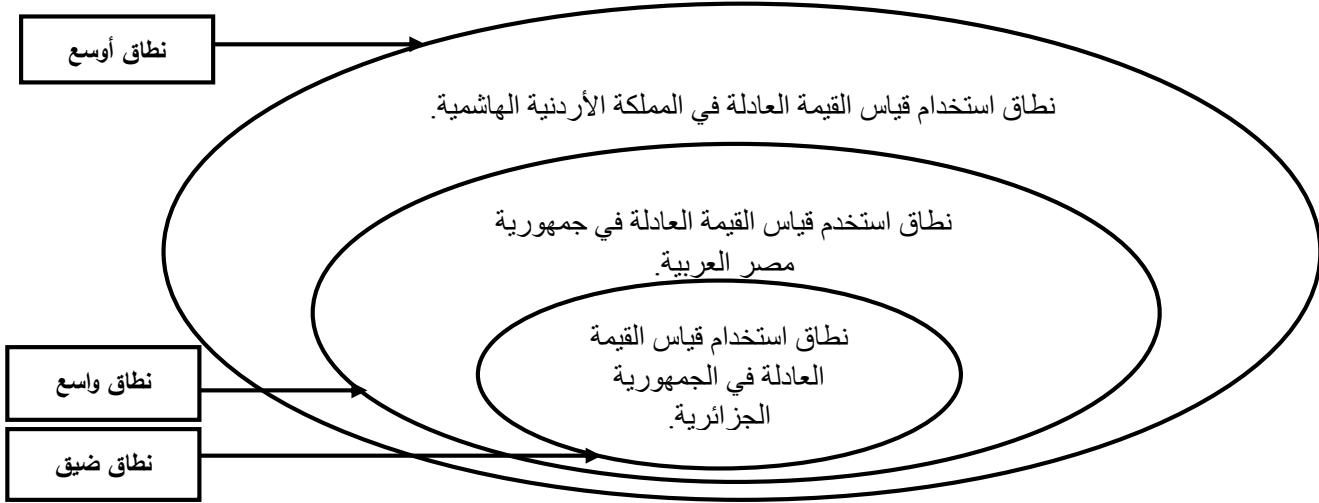 نطاق أوسع
نطاق استخدام قياس القيمة العادلة في المملكة الأردنية الهاشمية.
نطاق استخدم قياس القيمة العادلة في جمهورية
مصر العربية.
نطاق استخدام قياس القيمة
العادلة في الجمهورية
الجزائرية.
نطاق واسع
نطاق ضيق